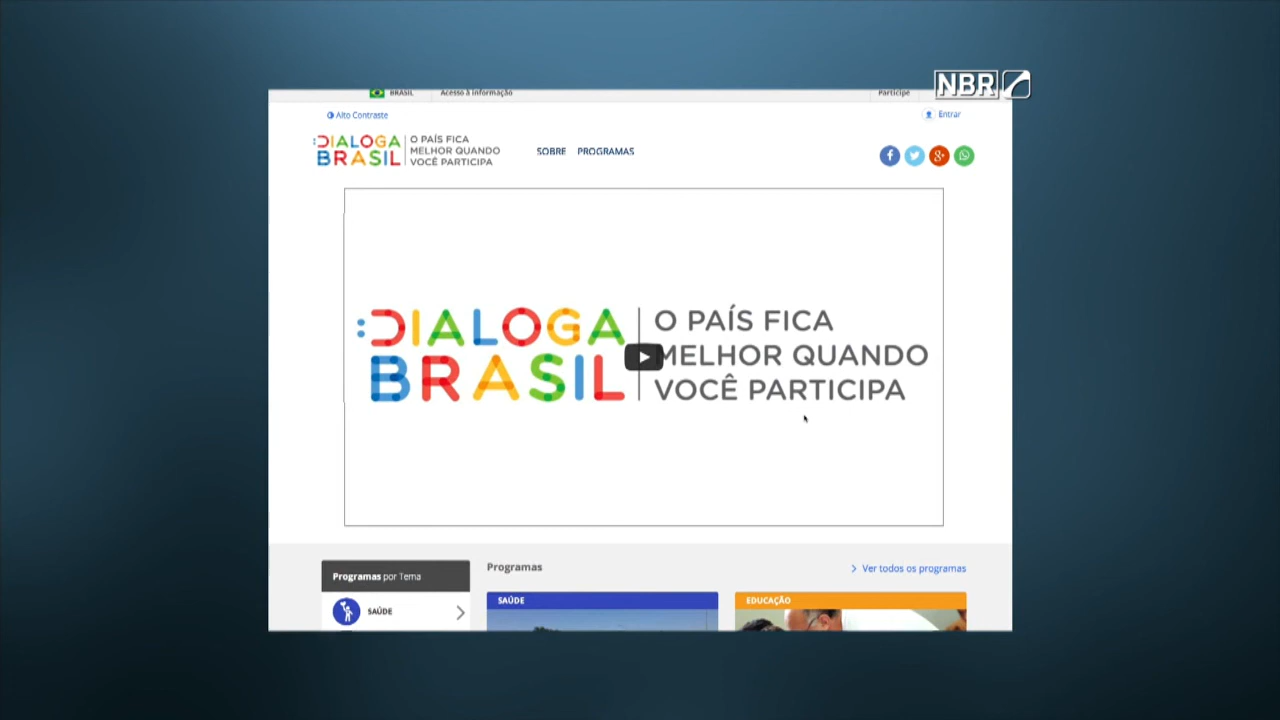 NBR
BRASIL Acesso à informação Participe
Alto Contraste Entrar
DIALOGA BRASIL
O PAÍS FICA
MELHOR QUANDO
VOCÊ PARTICIPA
SOBRE PROGRAMAS
:DIALOGA
BRASIL
O PAÍS FICA
MELHOR QUANDO
VOCÊ PARTICIPA
Programas por Tema
SAÚDE
Programas
Ver todos os programas
SAÚDE
EDUCAÇÃO